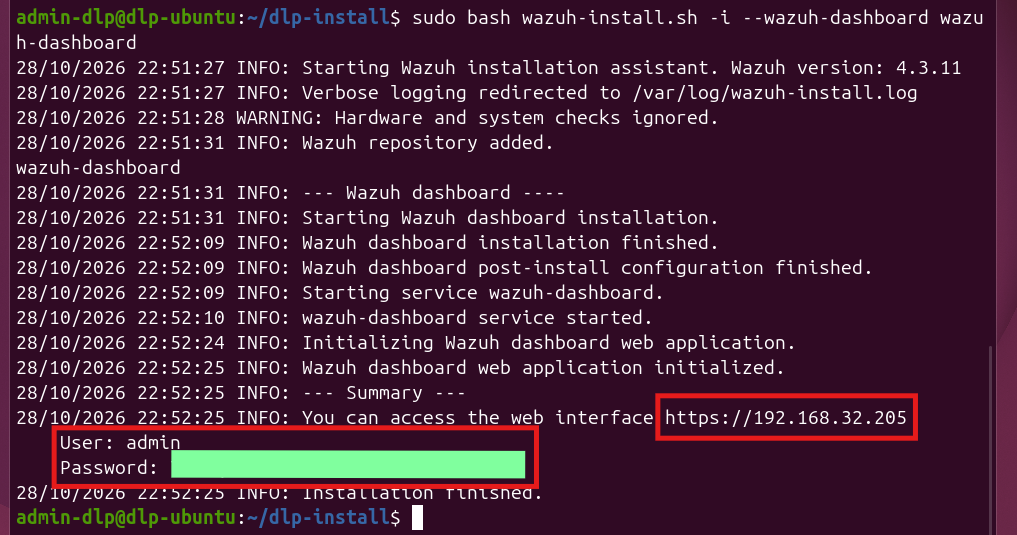 admin-dlp@dlp-ubuntu:~/dlp-install$ sudo bash wazuh-install.sh -i --wazuh-dashboard wazu
h-dashboard
28/10/2026 22:51:27 INFO: Starting Wazuh installation assistant. Wazuh version: 4.3.11
28/10/2026 22:51:27 INFO: Verbose logging redirected to /var/log/wazuh-install.log
28/10/2026 22:51:28 WARNING: Hardware and system checks ignored.
28/10/2026 22:51:31 INFO: Wazuh repository added.
wazuh-dashboard
28/10/2026 22:51:31 INFO: --- Wazuh dashboard ----
28/10/2026 22:51:31 INFO: Starting Wazuh dashboard installation.
28/10/2026 22:52:09 INFO: Wazuh dashboard installation finished.
28/10/2026 22:52:09 INFO: Wazuh dashboard post-install configuration finished.
28/10/2026 22:52:09 INFO: Starting service wazuh-dashboard.
28/10/2026 22:52:10 INFO: wazuh-dashboard service started.
28/10/2026 22:52:24 INFO: Initializing Wazuh dashboard web application.
28/10/2026 22:52:25 INFO: Wazuh dashboard web application initialized.
28/10/2026 22:52:25 INFO: --- Summary ---
28/10/2026 22:52:25 INFO: You can access the web interface https://192.168.32.205
User: admin
Password:
28/10/2026 22:52:25 INFO: Installation finished.
admin-dlp@dlp-ubuntu:~/dlp-install$